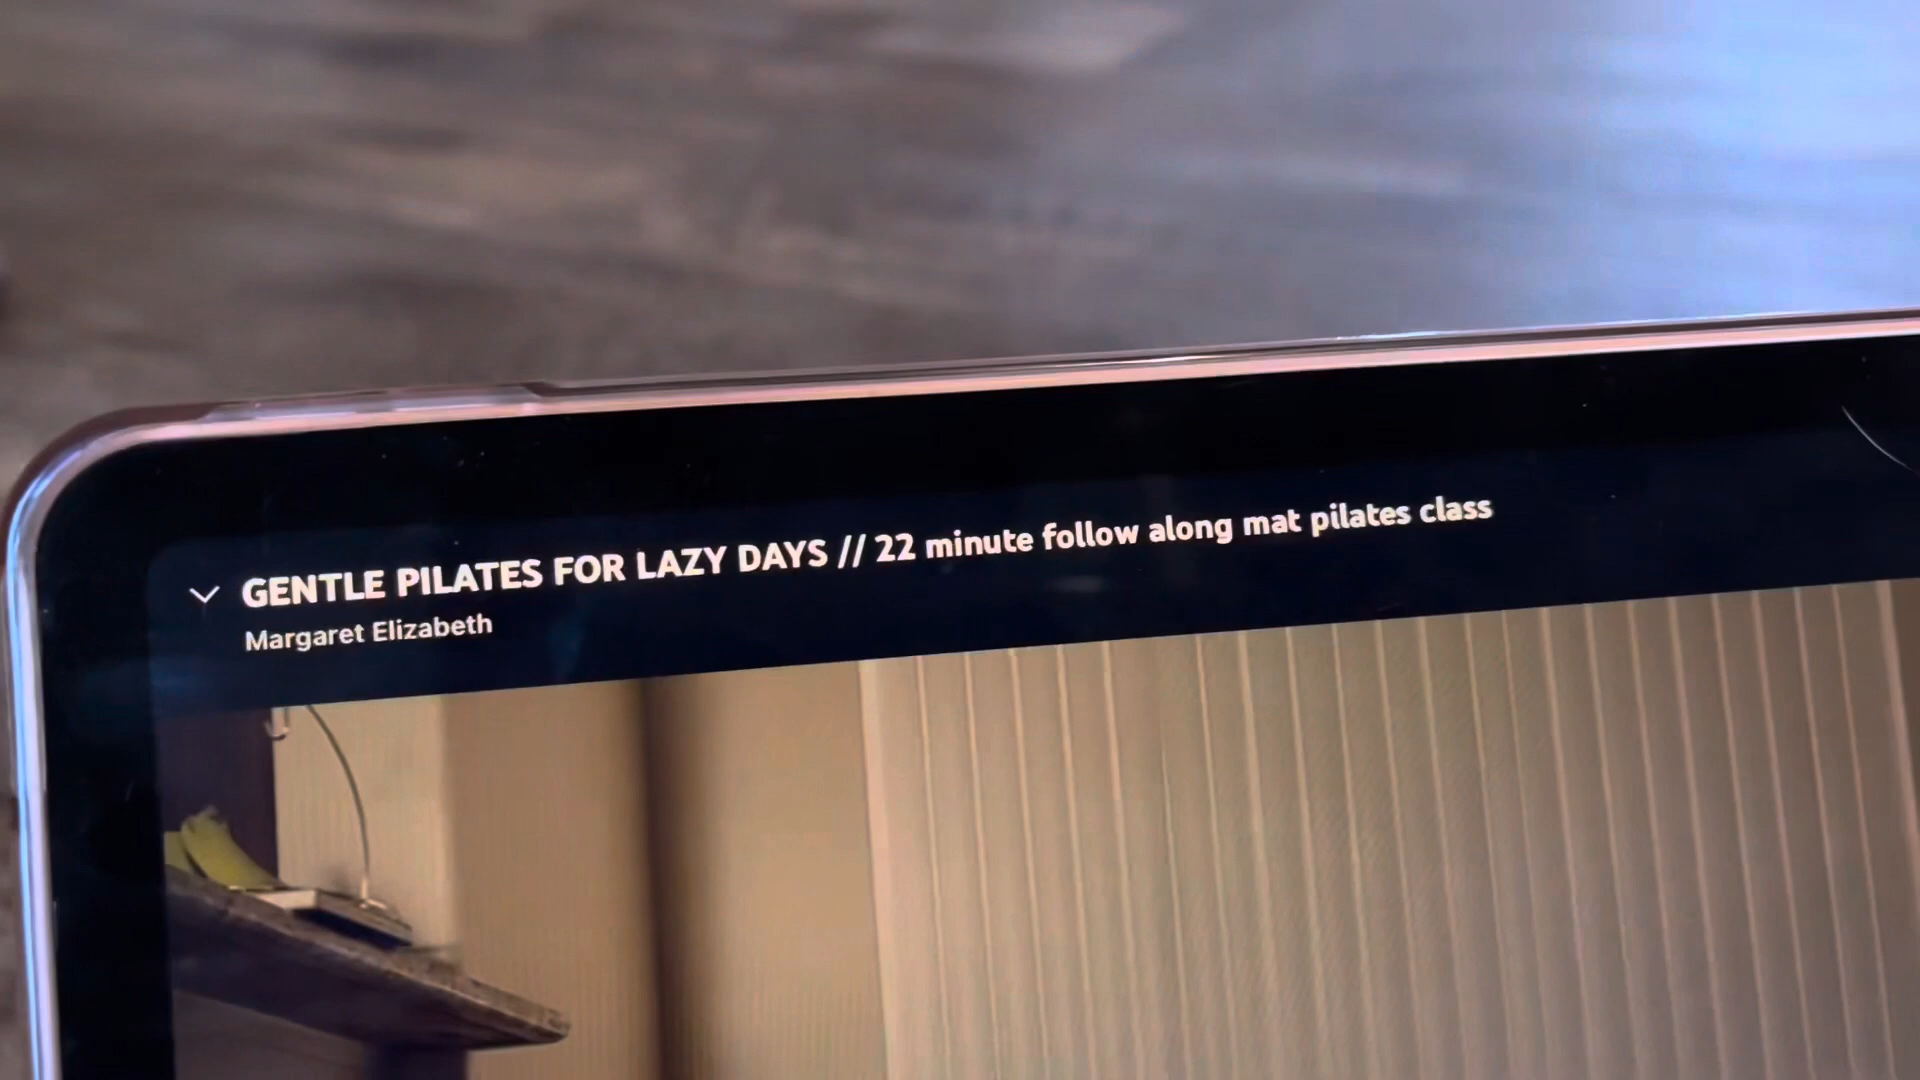 GENTLE PILATES FOR LAZY DAYS // 22 minute follow along mat pilates class
Margaret Elizabeth